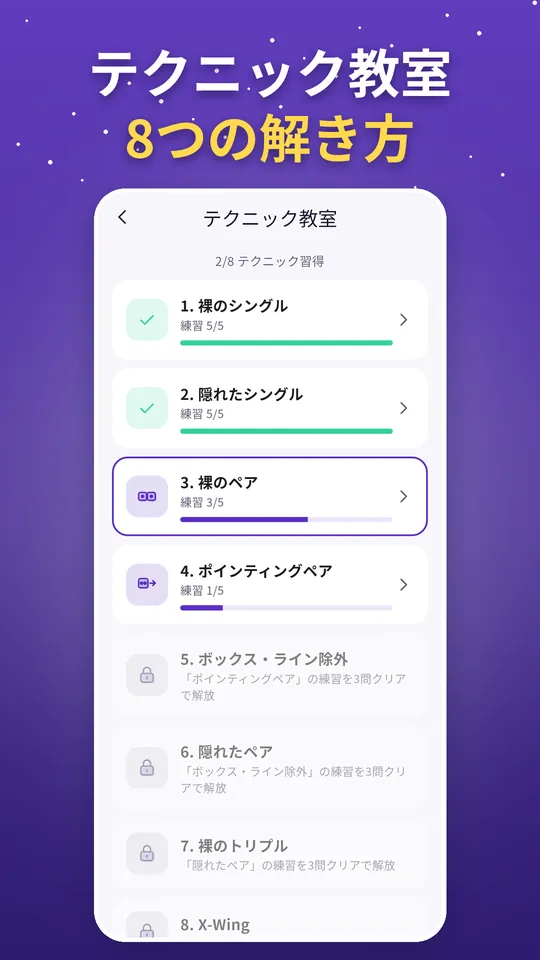 テクニック教室
8つの解き方
テクニック教室
2/8 テクニック習得
1. 裸のシングル
練習 5/5
2. 隠れたシングル
練習 5/5
3. 裸のペア
練習 3/5
4. ポインティングペア
練習 1/5
5. ボックス・ライン除外
「ポインティングペア」の練習を3問クリア
で解放
6. 隠れたペア
「ボックス・ライン除外」の練習を3問クリ
アで解放
7. 裸のトリプル
「隠れたペア」の練習を3問クリアで解放
8. X-Wing